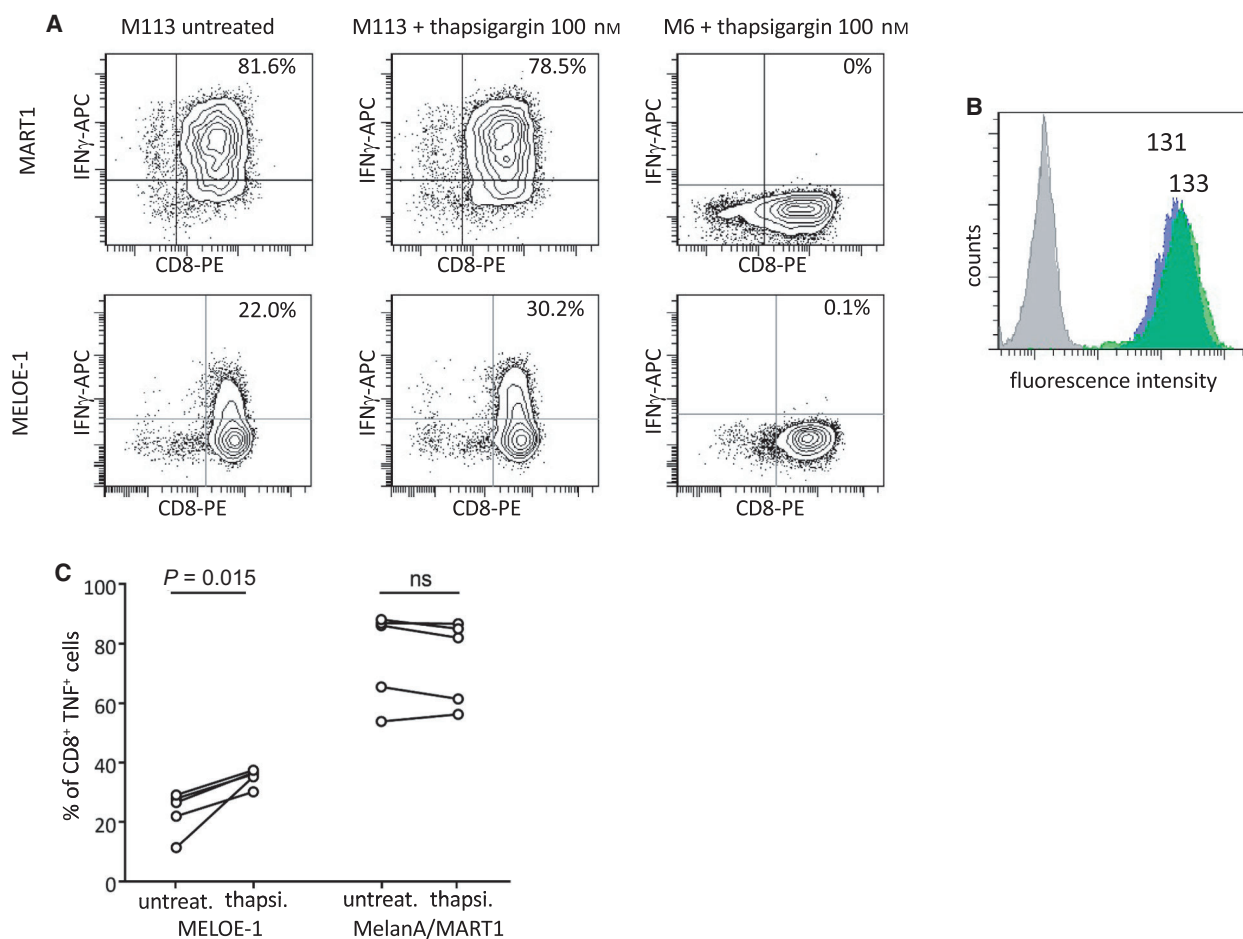 A
M113 untreated
M113 + thapsigargin 100 nM
M6 + thapsigargin 100 nM
MART1
IFNγ-APC
81.6%
CD8-PE
IFNγ-APC
78.5%
CD8-PE
IFNγ-APC
0%
CD8-PE
MELOE-1
IFNγ-APC
22.0%
CD8-PE
IFNγ-APC
30.2%
CD8-PE
IFNγ-APC
0.1%
CD8-PE
B
131
133
counts
fluorescence intensity
C
% of CD8+ TNF+ cells
100
80
60
40
20
0
P = 0.015
ns
untreat. thapsi.
MELOE-1
untreat. thapsi.
MelanA/MART1